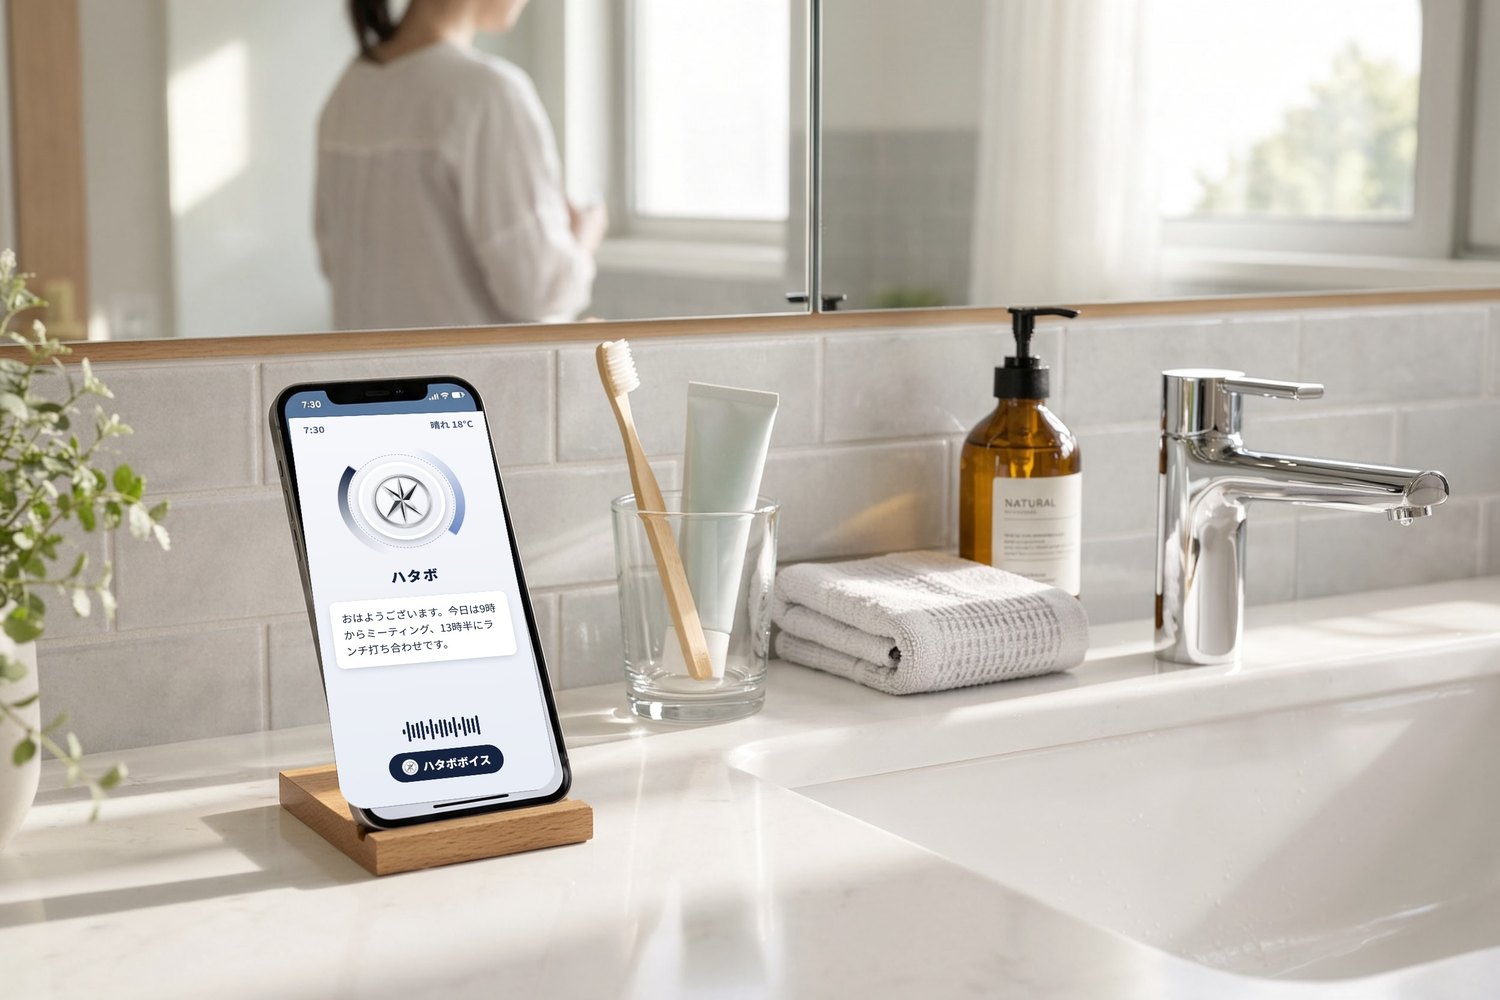 7:30
7:30
晴れ 18°C
ハタボ
おはようございます。今日は9時
からミーティング、13時半にラ
ンチ打ち合わせです。
ハタボボイス
NATURAL